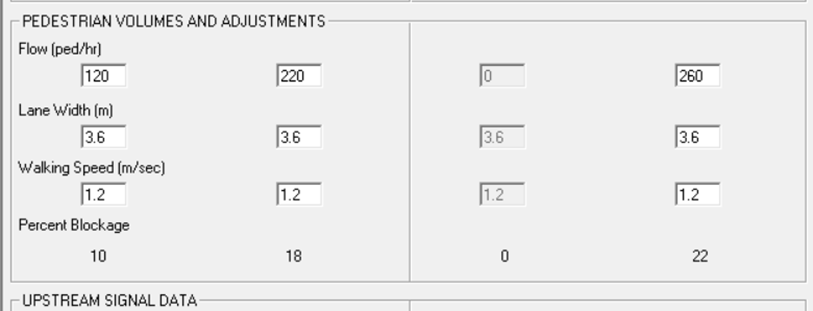 PEDESTRIAN VOLUMES AND ADJUSTMENTS
Flow (ped/hr)
120 220 0 260
Lane Width (m)
3.6 3.6 3.6 3.6
Walking Speed (m/sec)
1.2 1.2 1.2 1.2
Percent Blockage
10 18 0 22
UPSTREAM SIGNAL DATA